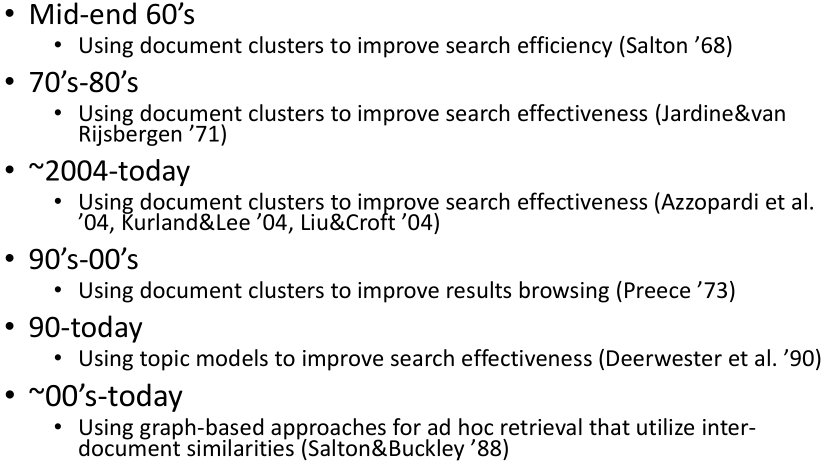 • Mid-end 60’s
• Using document clusters to improve search efficiency (Salton ’68)
• 70’s-80’s
• Using document clusters to improve search effectiveness (Jardine&van
Rijsbergen ’71)
• ~2004-today
• Using document clusters to improve search effectiveness (Azzopardi et al.
’04, Kurland&Lee ’04, Liu&Croft ’04)
• 90’s-00’s
• Using document clusters to improve results browsing (Preece ’73)
• 90-today
• Using topic models to improve search effectiveness (Deerwester et al. ’90)
• ~00’s-today
• Using graph-based approaches for ad hoc retrieval that utilize inter-
document similarities (Salton&Buckley ’88)